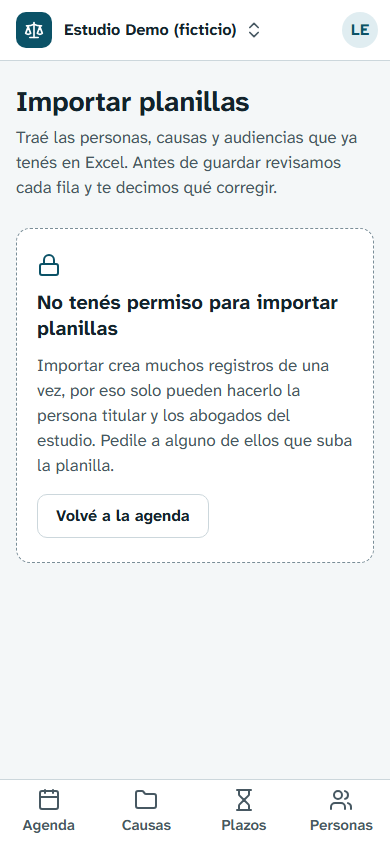 Estudio Demo (ficticio)
LE
Importar planillas
Traé las personas, causas y audiencias que ya
tenés en Excel. Antes de guardar revisamos
cada fila y te decimos qué corregir.
No tenés permiso para importar
planillas
Importar crea muchos registros de una
vez, por eso solo pueden hacerlo la
persona titular y los abogados del
estudio. Pedile a alguno de ellos que suba
la planilla.
Volvé a la agenda
Agenda
Causas
Plazos
Personas